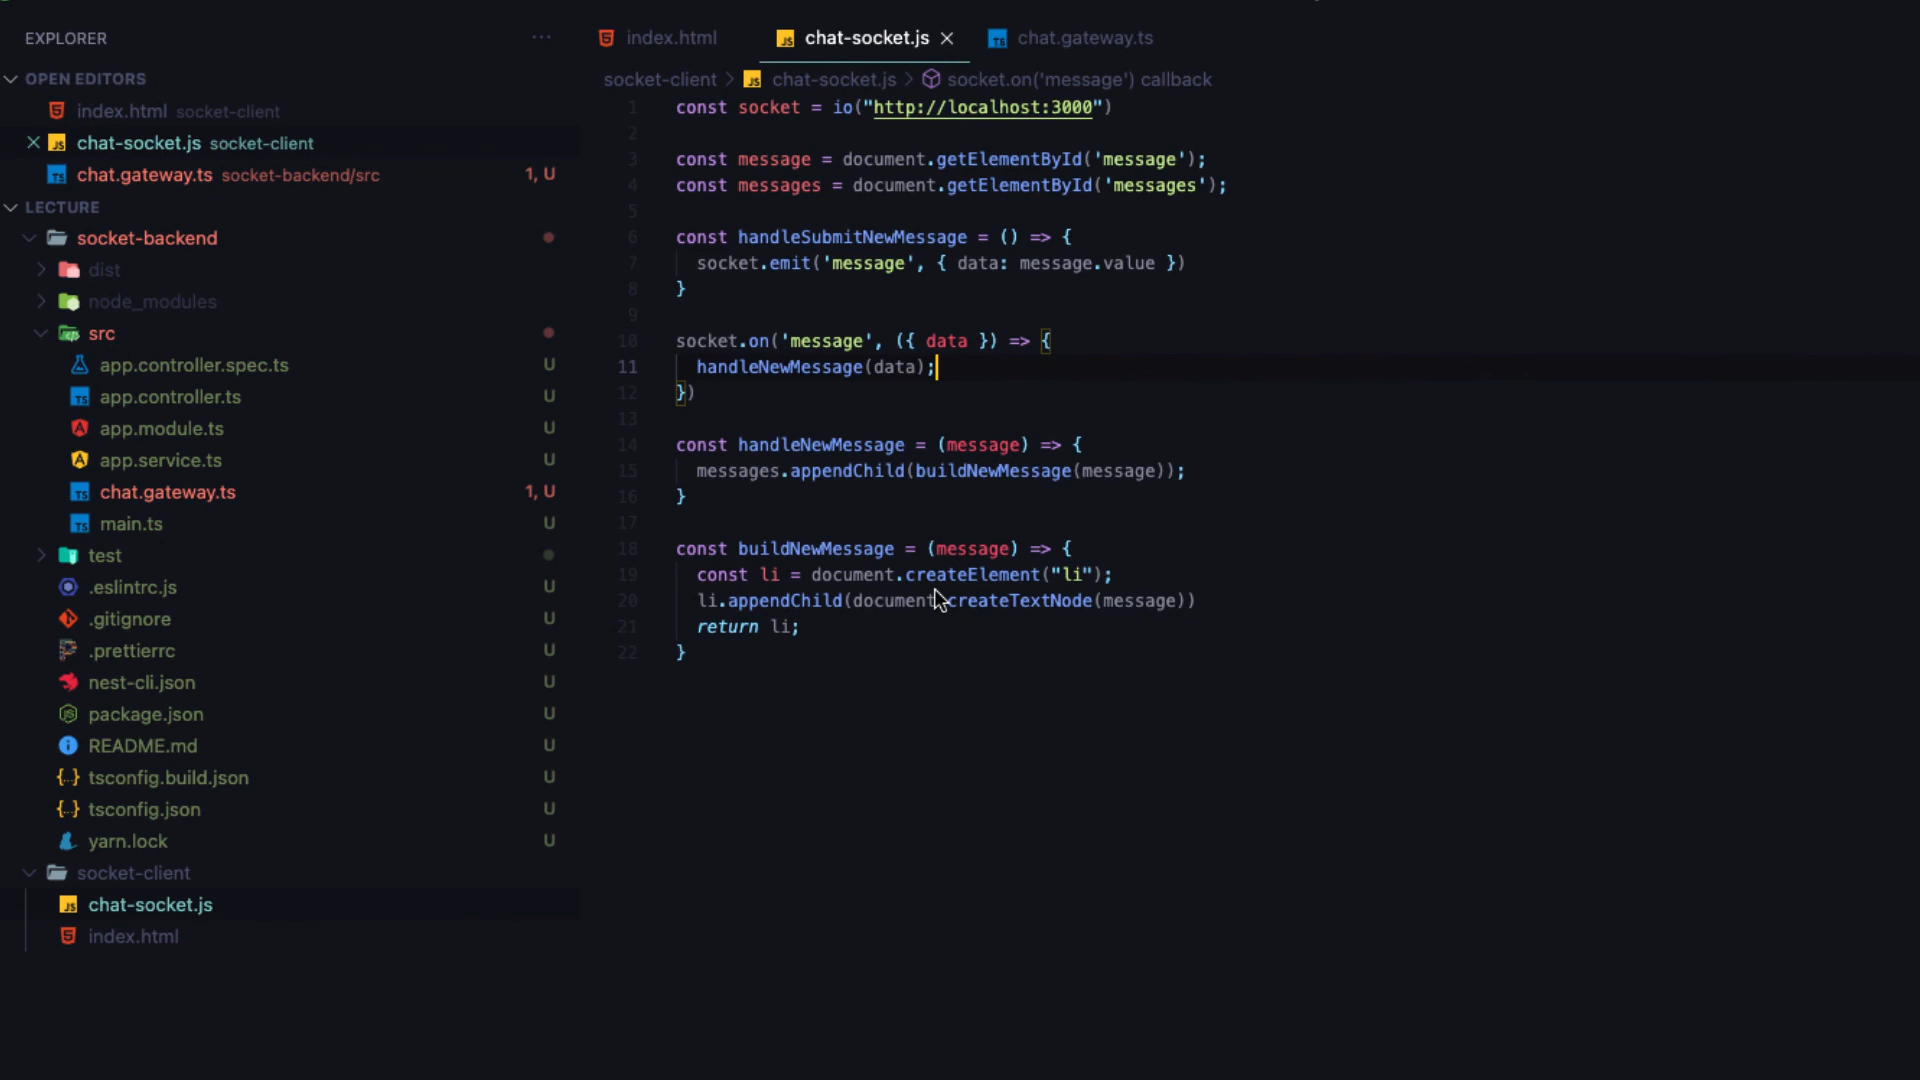 EXPLORER
OPEN EDITORS
index.html socket-client
chat-socket.js socket-client
chat.gateway.ts socket-backend/src 1, U
LECTURE
socket-backend
dist
node_modules
src
app.controller.spec.ts U
app.controller.ts U
app.module.ts U
app.service.ts U
chat.gateway.ts 1, U
main.ts U
test
.eslintrc.js U
.gitignore U
.prettierrc U
nest-cli.json U
package.json U
README.md U
tsconfig.build.json U
tsconfig.json U
yarn.lock U
socket-client
chat-socket.js
index.html
index.html chat-socket.js chat.gateway.ts
socket-client > chat-socket.js > socket.on('message') callback
1 const socket = io("http://localhost:3000")
2
3 const message = document.getElementById('message');
4 const messages = document.getElementById('messages');
5
6 const handleSubmitNewMessage = () => {
7 socket.emit('message', { data: message.value })
8 }
9
10 socket.on('message', ({ data }) => {
11 handleNewMessage(data);
12 })
13
14 const handleNewMessage = (message) => {
15 messages.appendChild(buildNewMessage(message));
16 }
17
18 const buildNewMessage = (message) => {
19 const li = document.createElement("li");
20 li.appendChild(document.createTextNode(message))
21 return li;
22 }